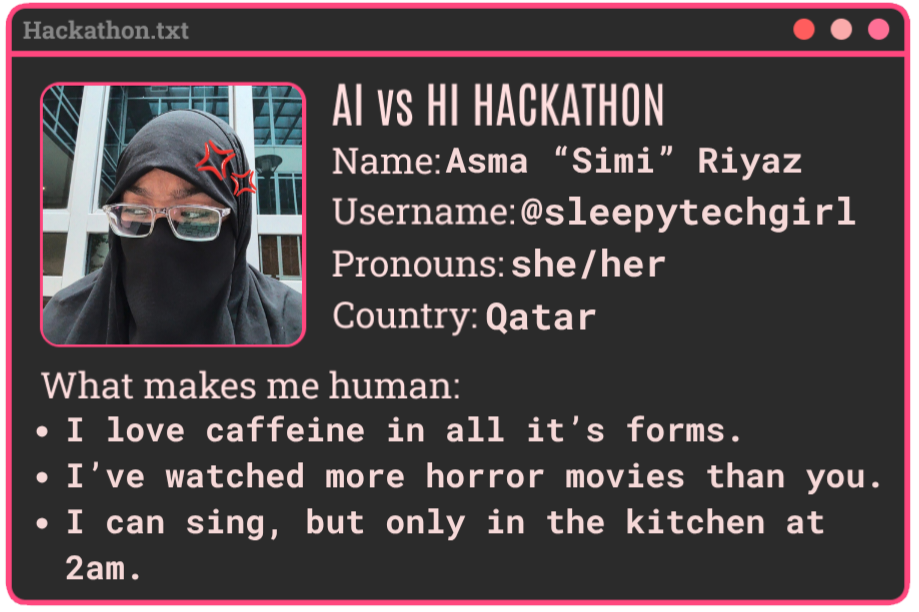 Hackathon.txt
AI vs HI HACKATHON
Name: Asma “Simi” Riyaz
Username: @sleepytechgirl
Pronouns: she/her
Country: Qatar
What makes me human:
• I love caffeine in all it’s forms.
• I’ve watched more horror movies than you.
• I can sing, but only in the kitchen at
2am.